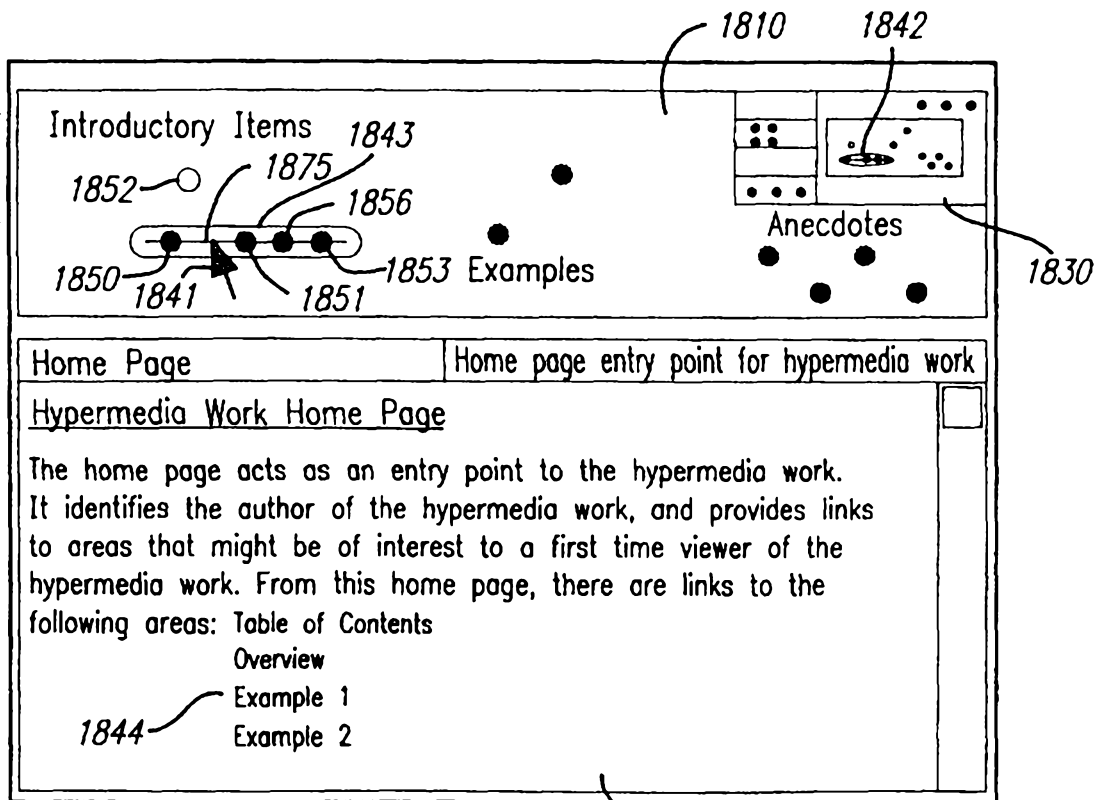 1810 1842
Introductory Items
1843
1875
1852
1856
Anecdotes
1850
1841
1851
1853
Examples
1830
Home Page
Home page entry point for hypermedia work
Hypermedia Work Home Page
The home page acts as an entry point to the hypermedia work.
It identifies the author of the hypermedia work, and provides links
to areas that might be of interest to a first time viewer of the
hypermedia work. From this home page, there are links to the
following areas: Table of Contents
Overview
Example 1
1844
Example 2